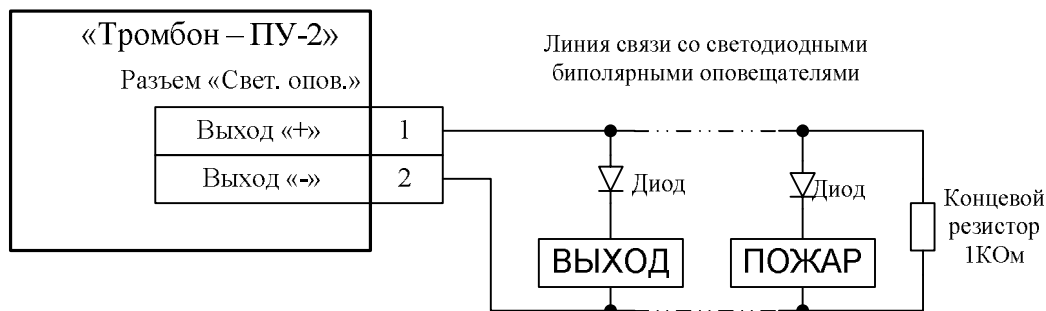 «Тромбон – ПУ-2»
Разъем «Свет. опов.»
Выход «+» 1
Выход «-» 2
Линия связи со светодиодными
биполярными оповещателями
Диод
Диод
ВЫХОД
ПОЖАР
Концевой
резистор
1КОм